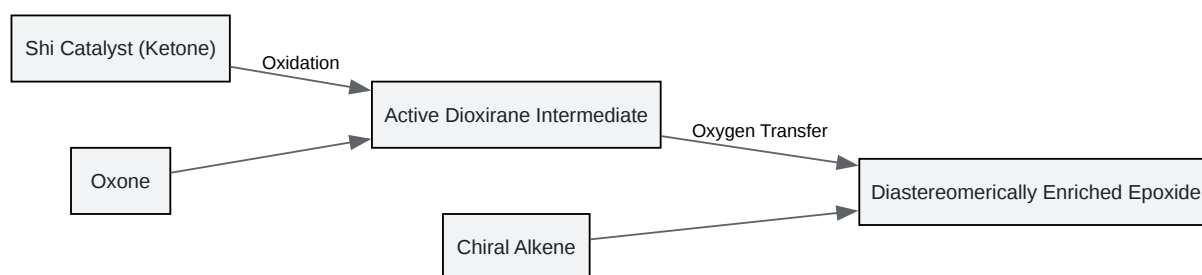 Shi Catalyst (Ketone)
Oxidation
Active Dioxirane Intermediate
Oxone
Oxygen Transfer
Diastereomerically Enriched Epoxide
Chiral Alkene